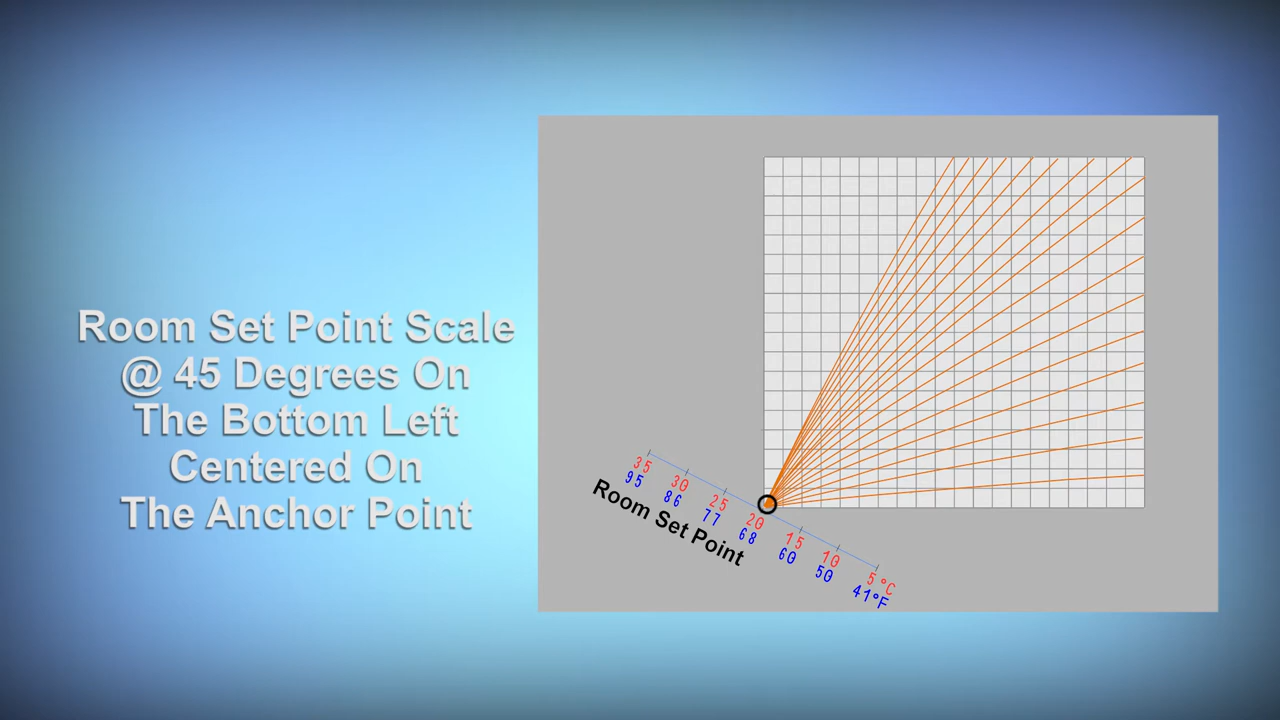 Room Set Point Scale
@ 45 Degrees On
The Bottom Left
Centered On
The Anchor Point
35 30 25 20 15 10 5 °C
95 86 77 68 60 50 41°F
Room Set Point